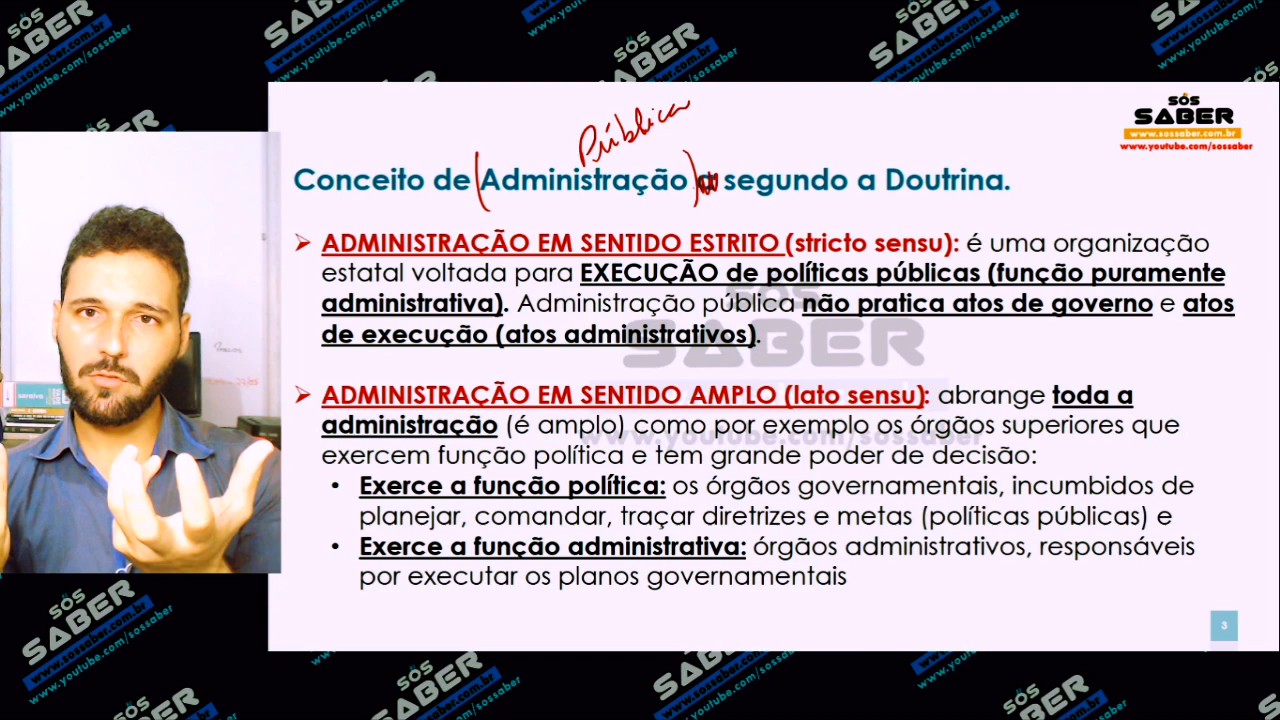 SÓS
SABER
www.sossaber.com.br
www.youtube.com/sossaber
Pública
Conceito de (Administração) a segundo a Doutrina.
➢ ADMINISTRAÇÃO EM SENTIDO ESTRITO (stricto sensu): é uma organização
estatal voltada para EXECUÇÃO de políticas públicas (função puramente
administrativa). Administração pública não pratica atos de governo e atos
de execução (atos administrativos).
➢ ADMINISTRAÇÃO EM SENTIDO AMPLO (lato sensu): abrange toda a
administração (é amplo) como por exemplo os órgãos superiores que
exercem função política e tem grande poder de decisão:
• Exerce a função política: os órgãos governamentais, incumbidos de
planejar, comandar, traçar diretrizes e metas (políticas públicas) e
• Exerce a função administrativa: órgãos administrativos, responsáveis
por executar os planos governamentais
3
saraiva